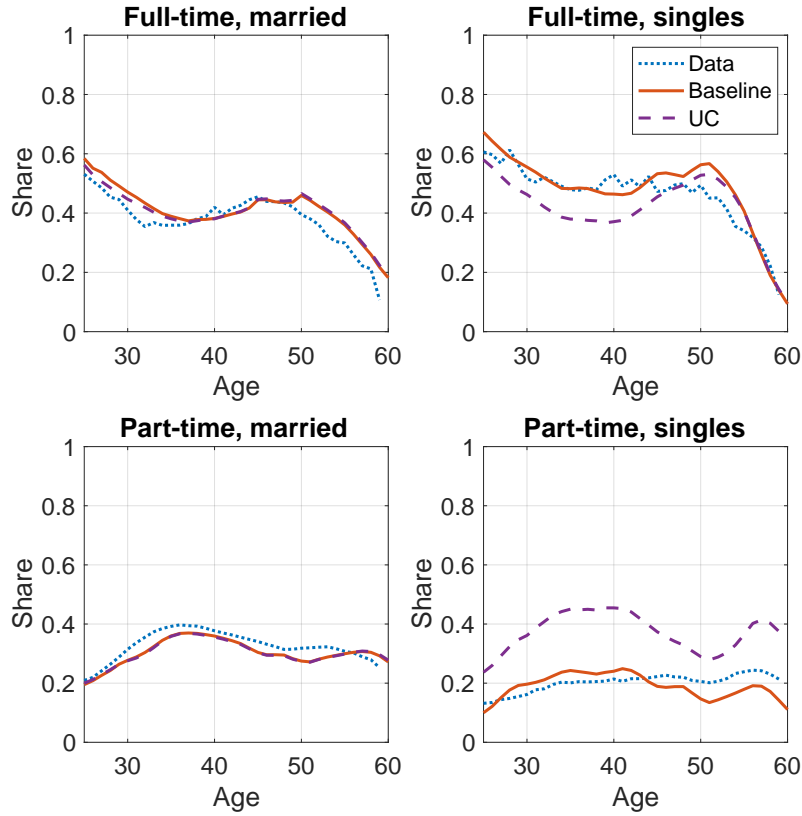 Full-time, married
1
0.8
0.6
0.4
0.2
0
Share
30 40 50 60
Age
Full-time, singles
1
0.8
0.6
0.4
0.2
0
Share
Data
Baseline
UC
30 40 50 60
Age
Part-time, married
1
0.8
0.6
0.4
0.2
0
Share
30 40 50 60
Age
Part-time, singles
1
0.8
0.6
0.4
0.2
0
Share
30 40 50 60
Age